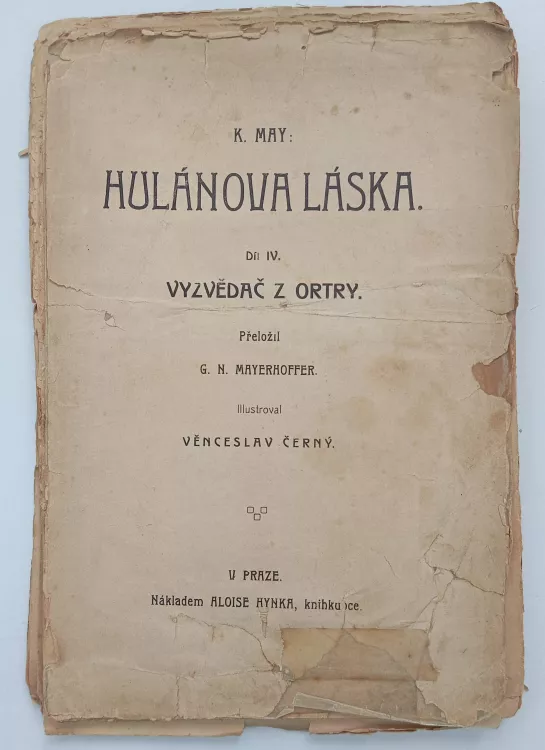 K. MAY:
HULÁNOVA LÁSKA.
Díl IV.
VYZVĚDAČ Z ORTRY.
Přeložil
G. N. MAYERHOFFER.
Illustroval
VĚNCESLAV ČERNÝ.
V PRAZE.
Nákladem ALOISE HYNKA,